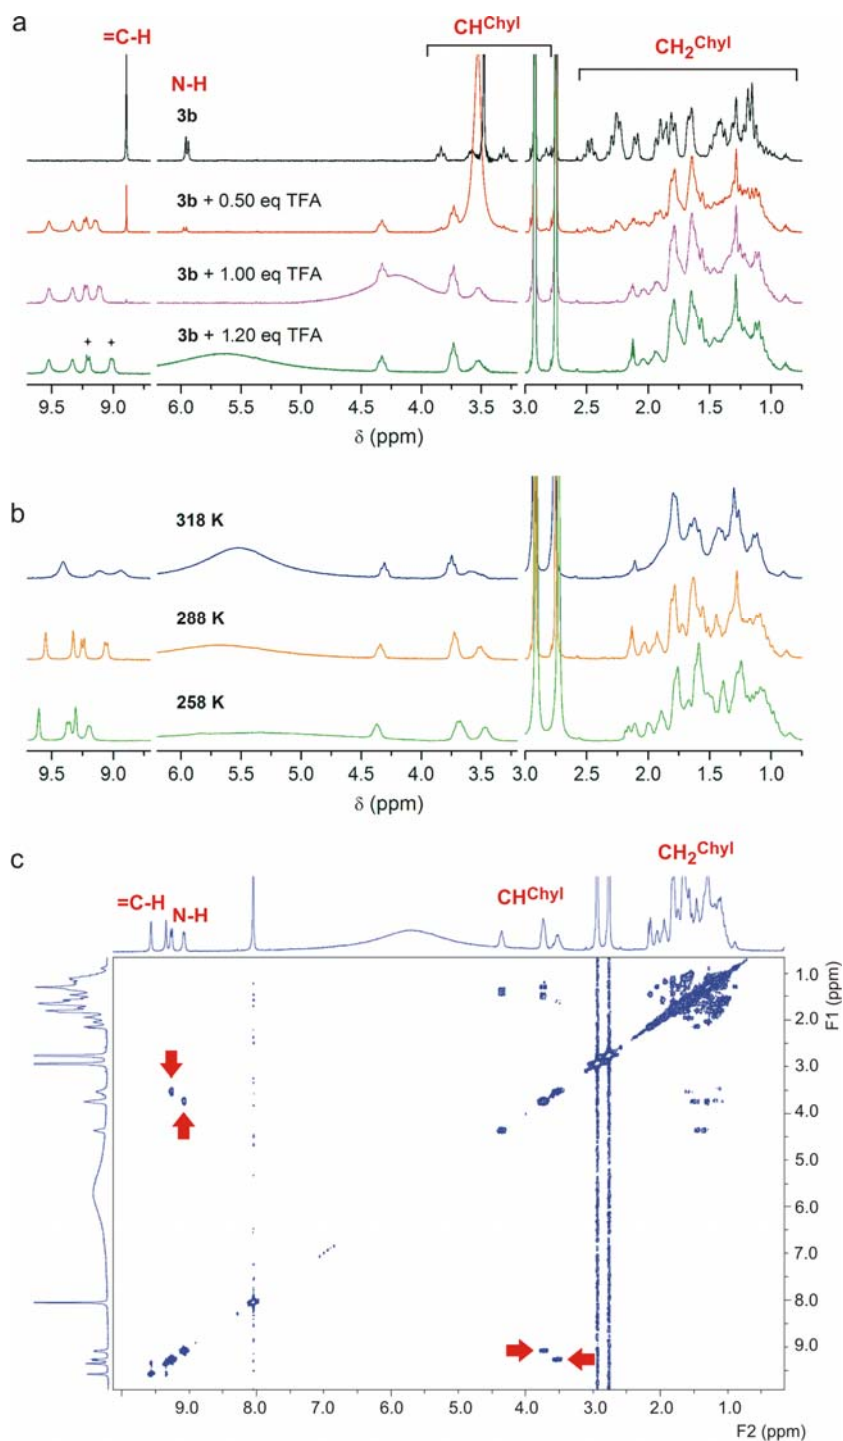 a
=C-H
N-H
CH^Chyl
CH2^Chyl
3b
3b + 0.50 eq TFA
3b + 1.00 eq TFA
3b + 1.20 eq TFA
+ +
9.5 9.0 6.0 5.5 5.0 4.5 4.0 3.5 3.0 2.5 2.0 1.5 1.0
δ (ppm)
b
318 K
288 K
258 K
9.5 9.0 6.0 5.5 5.0 4.5 4.0 3.5 3.0 2.5 2.0 1.5 1.0
δ (ppm)
c
=C-H
N-H
CH^Chyl
CH2^Chyl
1.0
2.0
3.0
4.0
5.0
6.0
7.0
8.0
9.0
F1 (ppm)
9.0 8.0 7.0 6.0 5.0 4.0 3.0 2.0 1.0
F2 (ppm)